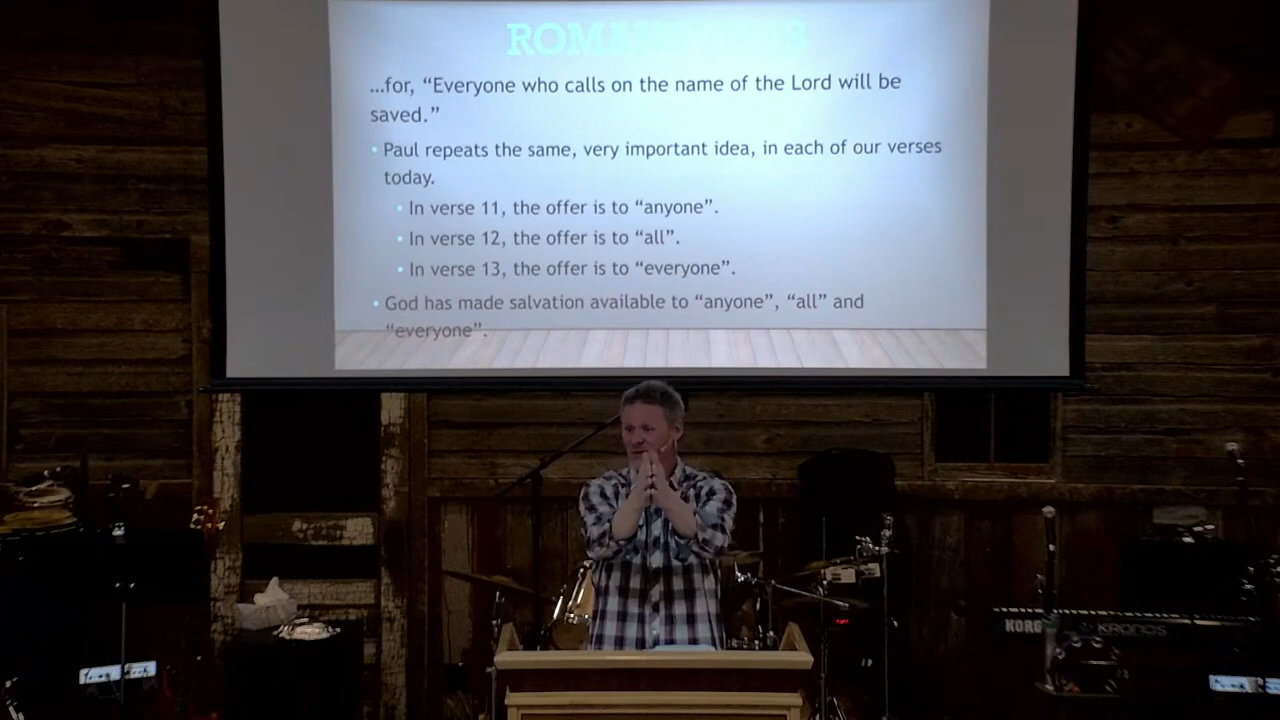 ...for, “Everyone who calls on the name of the Lord will be
saved.”
• Paul repeats the same, very important idea, in each of our verses
today.
• In verse 11, the offer is to “anyone”.
• In verse 12, the offer is to “all”.
• In verse 13, the offer is to “everyone”.
• God has made salvation available to “anyone”, “all” and
“everyone”.
KORG KRONOS